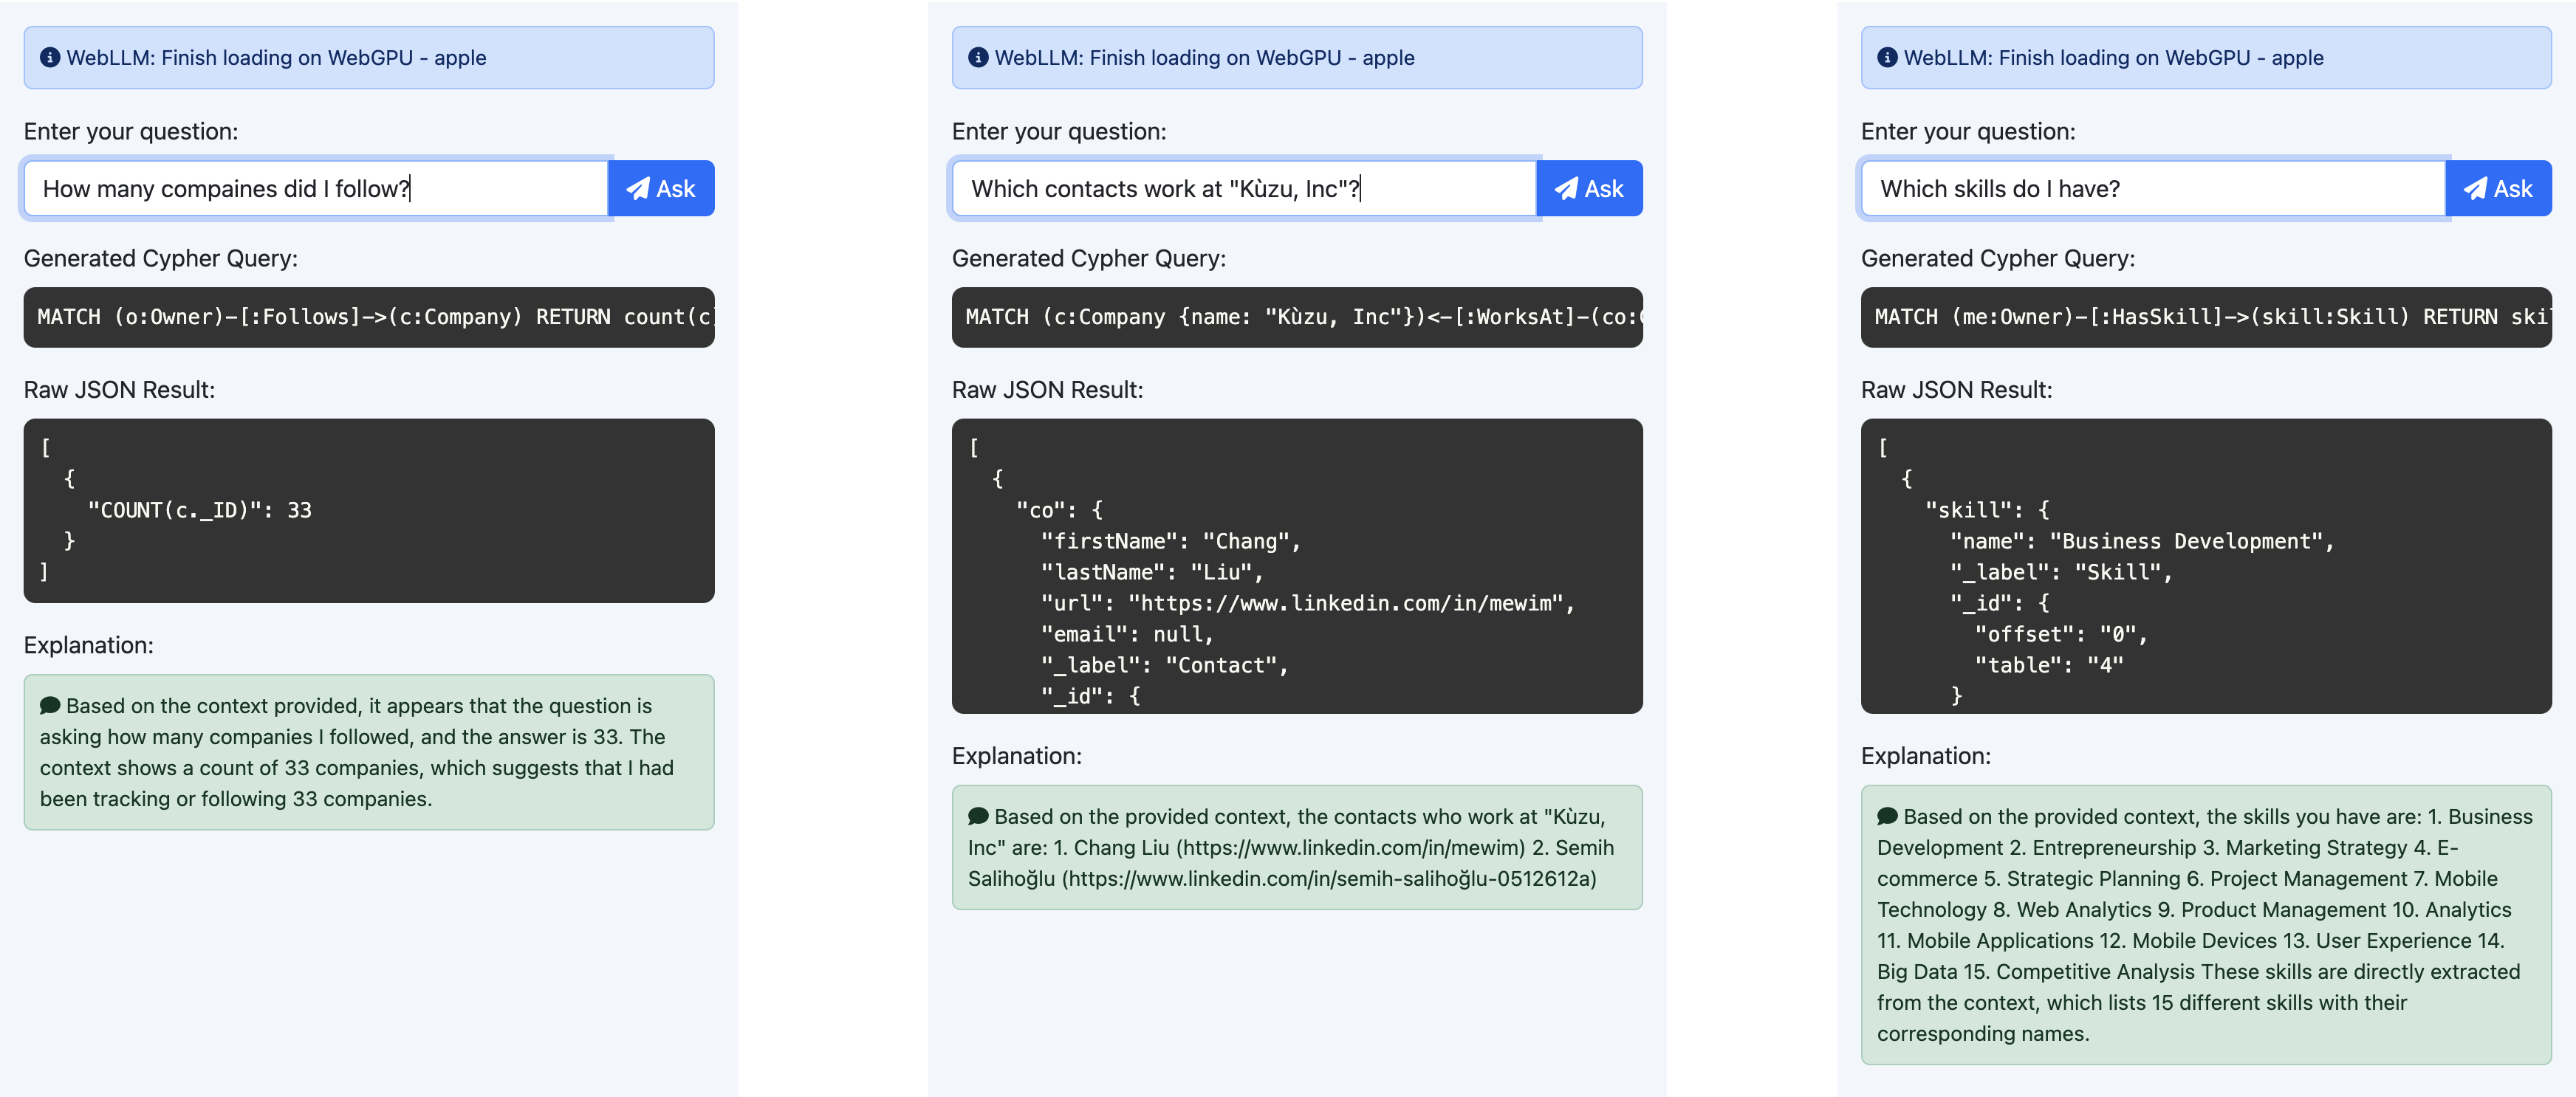 WebLLM: Finish loading on WebGPU - apple
Enter your question:
How many compaines did I follow?
Ask
Generated Cypher Query:
MATCH (o:Owner)-[:Follows]->(c:Company) RETURN count(c)
Raw JSON Result:
[
{
"COUNT(c._ID)": 33
}
]
Explanation:
Based on the context provided, it appears that the question is
asking how many companies I followed, and the answer is 33. The
context shows a count of 33 companies, which suggests that I had
been tracking or following 33 companies.
WebLLM: Finish loading on WebGPU - apple
Enter your question:
Which contacts work at "Kùzu, Inc"?
Ask
Generated Cypher Query:
MATCH (c:Company {name: "Kùzu, Inc"})<-[:WorksAt]-(co:
Raw JSON Result:
[
{
"co": {
"firstName": "Chang",
"lastName": "Liu",
"url": "https://www.linkedin.com/in/mewim",
"email": null,
"_label": "Contact",
"_id": {
Explanation:
Based on the provided context, the contacts who work at "Kùzu,
Inc" are: 1. Chang Liu (https://www.linkedin.com/in/mewim) 2. Semih
Salihoğlu (https://www.linkedin.com/in/semih-salihoğlu-0512612a)
WebLLM: Finish loading on WebGPU - apple
Enter your question:
Which skills do I have?
Ask
Generated Cypher Query:
MATCH (me:Owner)-[:HasSkill]->(skill:Skill) RETURN ski
Raw JSON Result:
[
{
"skill": {
"name": "Business Development",
"_label": "Skill",
"_id": {
"offset": "0",
"table": "4"
}
Explanation:
Based on the provided context, the skills you have are: 1. Business
Development 2. Entrepreneurship 3. Marketing Strategy 4. E-
commerce 5. Strategic Planning 6. Project Management 7. Mobile
Technology 8. Web Analytics 9. Product Management 10. Analytics
11. Mobile Applications 12. Mobile Devices 13. User Experience 14.
Big Data 15. Competitive Analysis These skills are directly extracted
from the context, which lists 15 different skills with their
corresponding names.